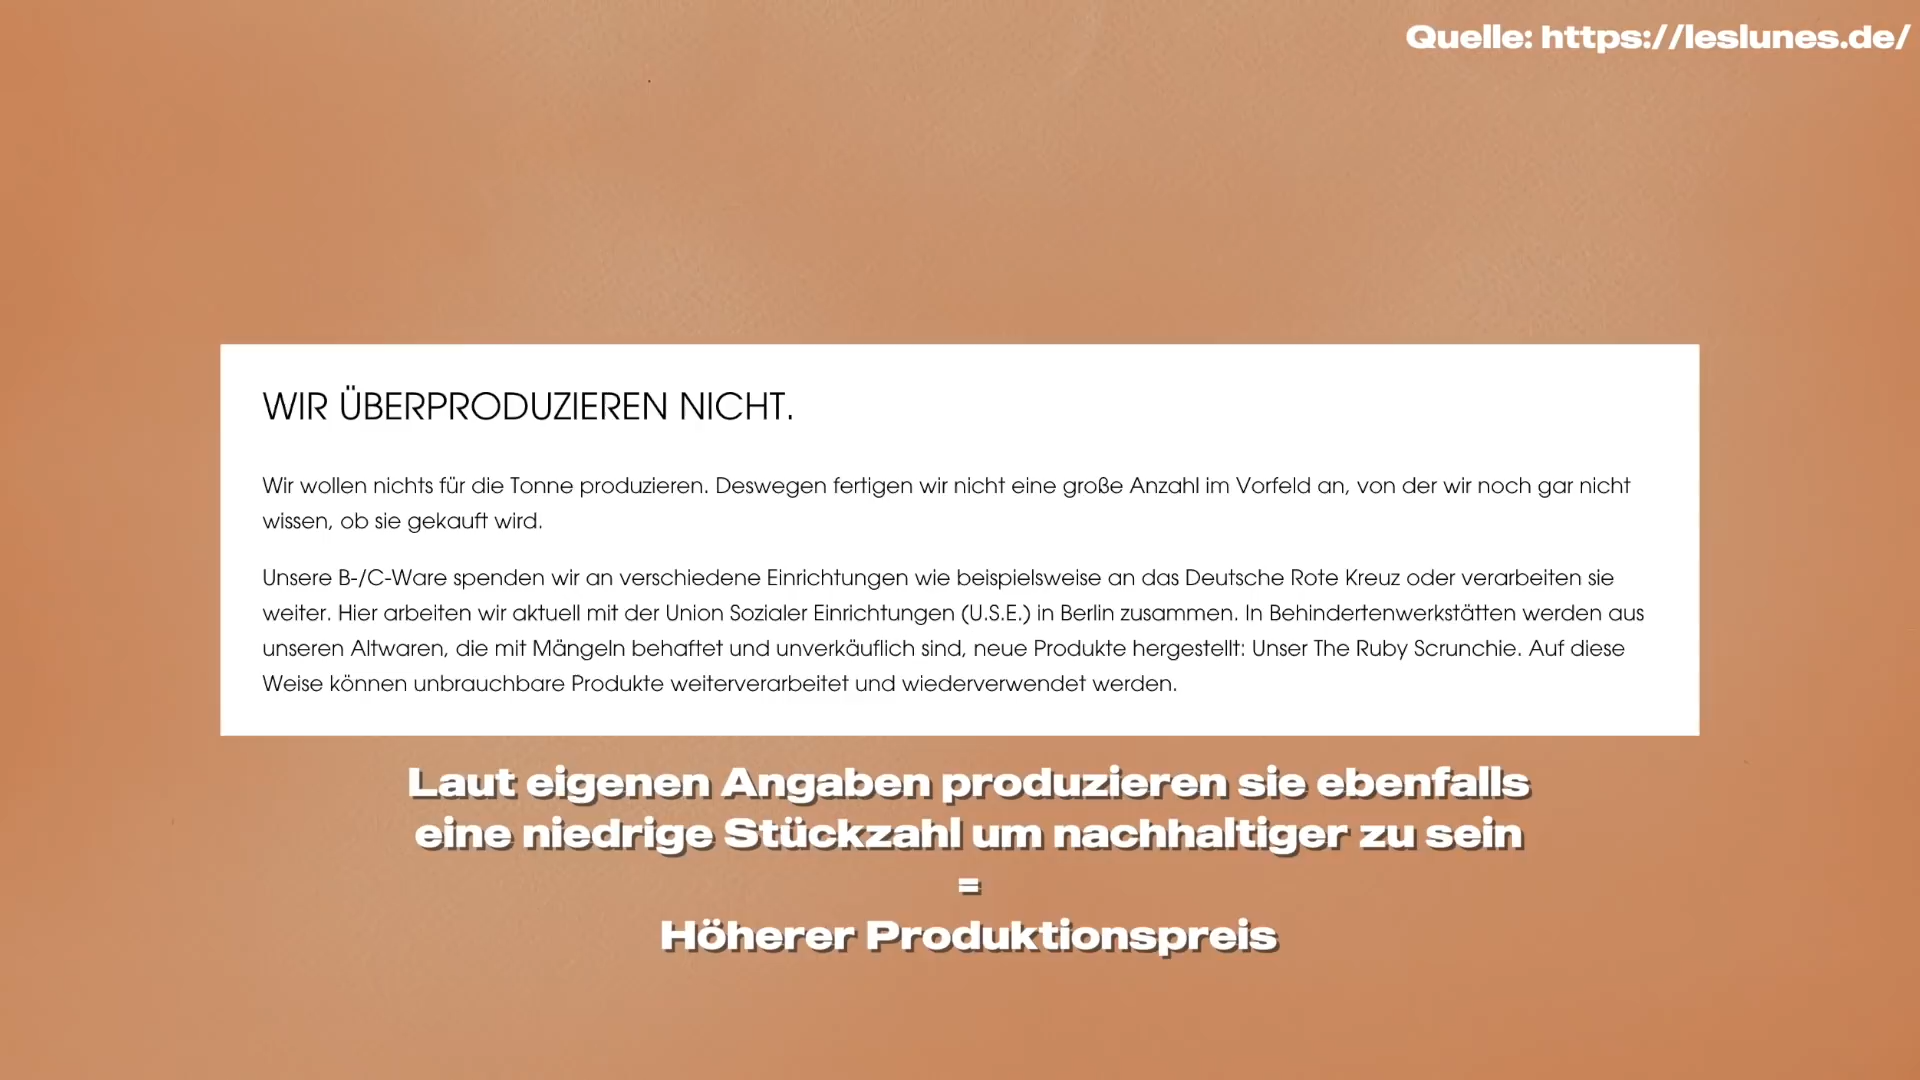 Quelle: https://leslunes.de/
WIR ÜBERPRODUZIEREN NICHT.
Wir wollen nichts für die Tonne produzieren. Deswegen fertigen wir nicht eine große Anzahl im Vorfeld an, von der wir noch gar nicht
wissen, ob sie gekauft wird.
Unsere B-/C-Ware spenden wir an verschiedene Einrichtungen wie beispielsweise an das Deutsche Rote Kreuz oder verarbeiten sie
weiter. Hier arbeiten wir aktuell mit der Union Sozialer Einrichtungen (U.S.E.) in Berlin zusammen. In Behindertenwerkstätten werden aus
unseren Altwaren, die mit Mängeln behaftet und unverkäuflich sind, neue Produkte hergestellt: Unser The Ruby Scrunchie. Auf diese
Weise können unbrauchbare Produkte weiterverarbeitet und wiederverwendet werden.
Laut eigenen Angaben produzieren sie ebenfalls
eine niedrige Stückzahl um nachhaltiger zu sein
=
Höherer Produktionspreis